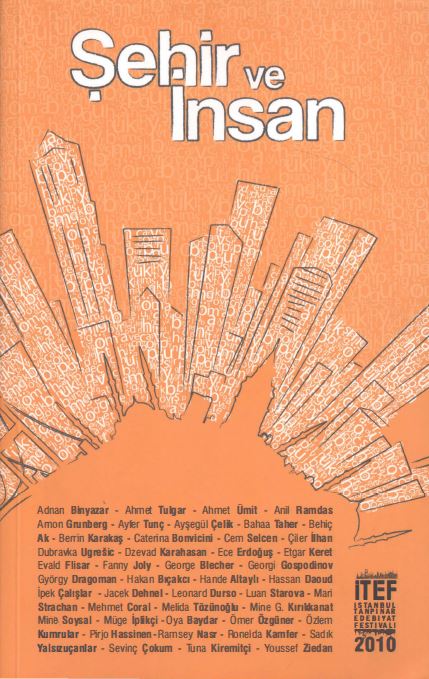 Şehir ve
İnsan
Adnan Binyazar - Ahmet Tulgar - Ahmet Ümit - Anil Ramdas
Arnon Grunberg - Ayfer Tunç - Ayşegül Çelik - Bahaa Taher - Behiç
Ak - Berrin Karakaş - Caterina Bonvicini - Cem Selcen - Çiler İlhan
Dubravka Ugreşic - Dzevad Karahasan - Ece Erdoğuş - Etgar Keret
Evald Flisar - Fanny Joly - George Blecher - Georgi Gospodinov
György Dragoman - Hakan Bıçakcı - Hande Altaylı - Hassan Daoud
İpek Çalışlar - Jacek Dehnel - Leonard Durso - Luan Starova - Mari
Strachan - Mehmet Coral - Melida Tüzünoğlu - Mine G. Kırıkkanat
Mine Soysal - Müge İplikçi - Oya Baydar - Ömer Özgüner - Özlem
Kumrular - Pirjo Hassinen - Ramsey Nasr - Ronelda Kamfer - Sadık
Yalsızuçanlar - Sevinç Çokum - Tuna Kiremitçi - Youssef Ziedan
İTEF
İSTANBUL
TANPINAR
EDEBİYAT
FESTİVALİ
2010